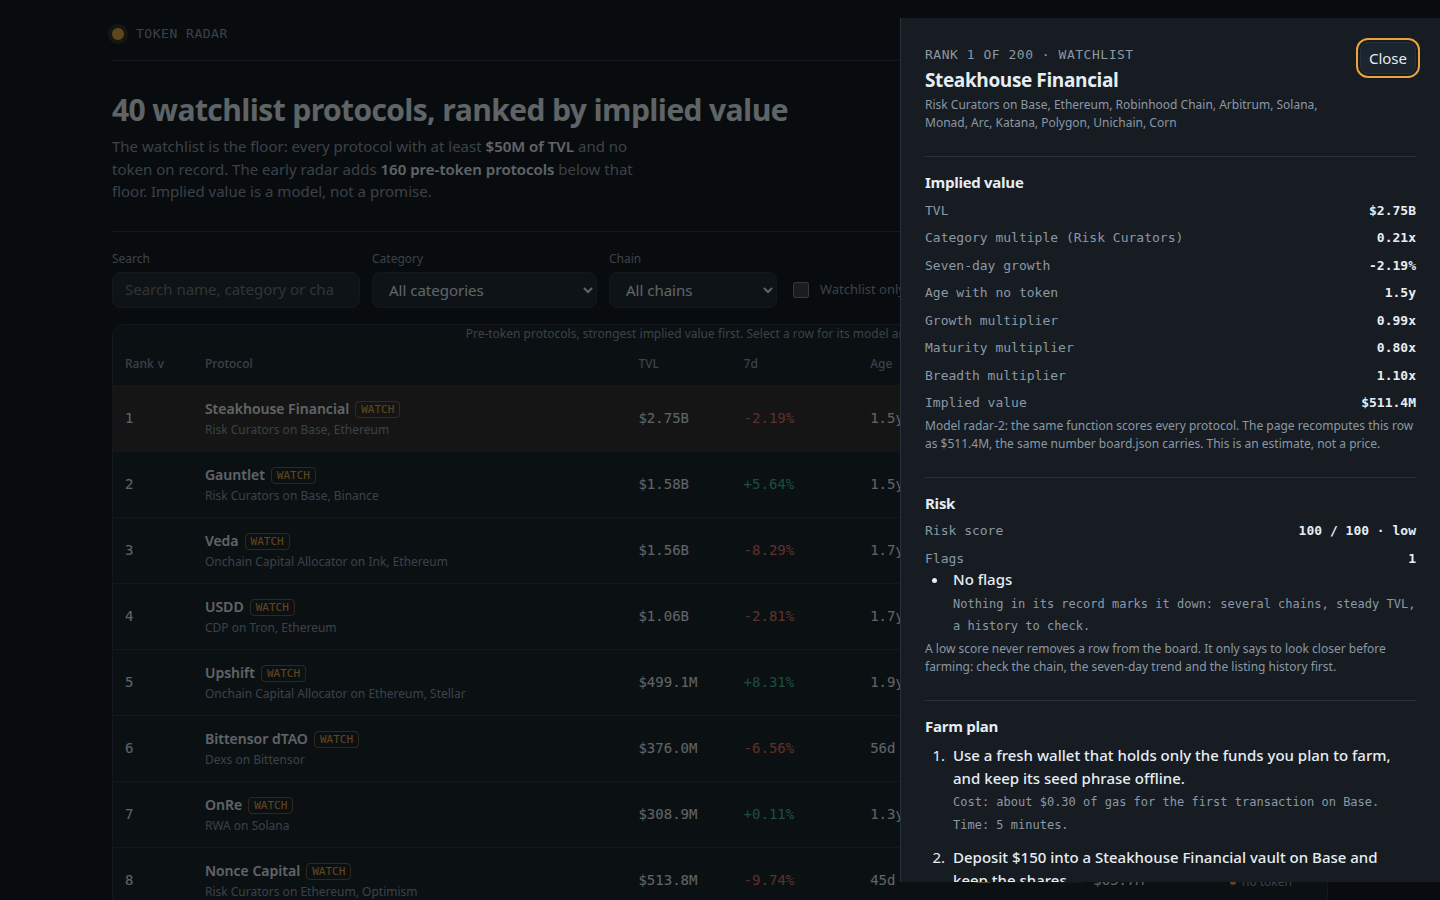 TOKEN RADAR
40 watchlist protocols, ranked by implied value
The watchlist is the floor: every protocol with at least $50M of TVL and no
token on record. The early radar adds 160 pre-token protocols below that
floor. Implied value is a model, not a promise.
Search
Category
Chain
Search name, category or cha
All categories
All chains
Watchlist only
Pre-token protocols, strongest implied value first. Select a row for its model
Rank v
Protocol
TVL
7d
Age
1
Steakhouse Financial WATCH
Risk Curators on Base, Ethereum
$2.75B
-2.19%
1.5y
2
Gauntlet WATCH
Risk Curators on Base, Binance
$1.58B
+5.64%
1.5y
3
Veda WATCH
Onchain Capital Allocator on Ink, Ethereum
$1.56B
-8.29%
1.7y
4
USDD WATCH
CDP on Tron, Ethereum
$1.06B
-2.81%
1.7y
5
Upshift WATCH
Onchain Capital Allocator on Ethereum, Stellar
$499.1M
+8.31%
1.9y
6
Bittensor dTAO WATCH
Dexs on Bittensor
$376.0M
-6.56%
56d
7
OnRe WATCH
RWA on Solana
$308.9M
+0.11%
1.3y
8
Nonce Capital WATCH
Risk Curators on Ethereum, Optimism
$513.8M
-9.74%
45d
no token
RANK 1 OF 200 · WATCHLIST
Close
Steakhouse Financial
Risk Curators on Base, Ethereum, Robinhood Chain, Arbitrum, Solana,
Monad, Arc, Katana, Polygon, Unichain, Corn
Implied value
TVL $2.75B
Category multiple (Risk Curators) 0.21x
Seven-day growth -2.19%
Age with no token 1.5y
Growth multiplier 0.99x
Maturity multiplier 0.80x
Breadth multiplier 1.10x
Implied value $511.4M
Model radar-2: the same function scores every protocol. The page recomputes this row
as $511.4M, the same number board.json carries. This is an estimate, not a price.
Risk
Risk score 100 / 100 · low
Flags 1
• No flags
Nothing in its record marks it down: several chains, steady TVL,
a history to check.
A low score never removes a row from the board. It only says to look closer before
farming: check the chain, the seven-day trend and the listing history first.
Farm plan
1. Use a fresh wallet that holds only the funds you plan to farm,
and keep its seed phrase offline.
Cost: about $0.30 of gas for the first transaction on Base.
Time: 5 minutes.
2. Deposit $150 into a Steakhouse Financial vault on Base and
keep the shares.